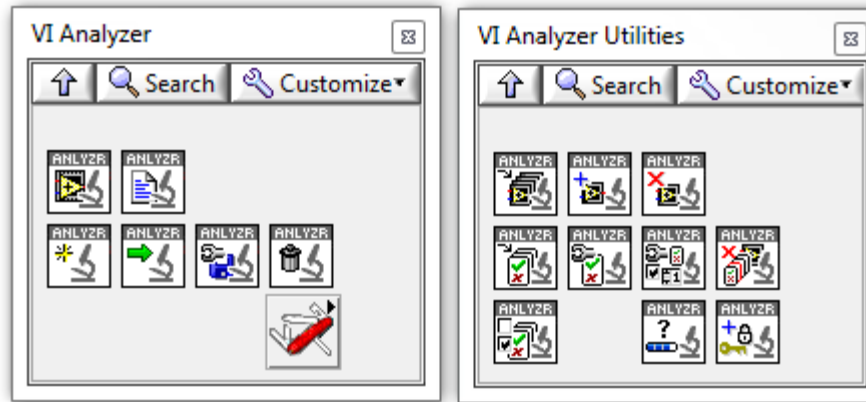 VI Analyzer
Search
Customize
ANLYZR ANLYZR
ANLYZR ANLYZR ANLYZR ANLYZR
VI Analyzer Utilities
Search
Customize
ANLYZR ANLYZR ANLYZR
ANLYZR ANLYZR ANLYZR ANLYZR
1
ANLYZR ANLYZR ANLYZR
?